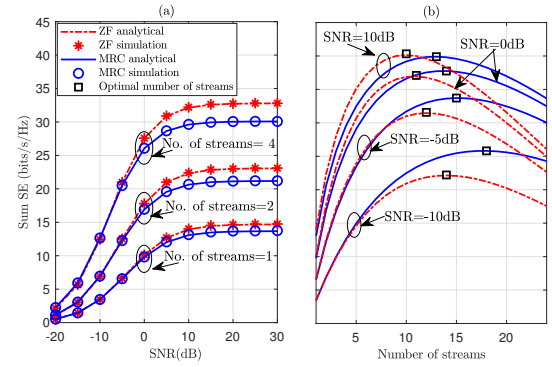 (a)
(b)
45
40
35
30
25
20
15
10
5
0
Sum SE (bits/s/Hz)
ZF analytical
ZF simulation
MRC analytical
MRC simulation
Optimal number of streams
No. of streams= 4
No. of streams=2
No. of streams=1
-20
-10
0
10
20
30
SNR(dB)
SNR=10dB
SNR=0dB
SNR=-5dB
SNR=-10dB
5
10
15
20
Number of streams